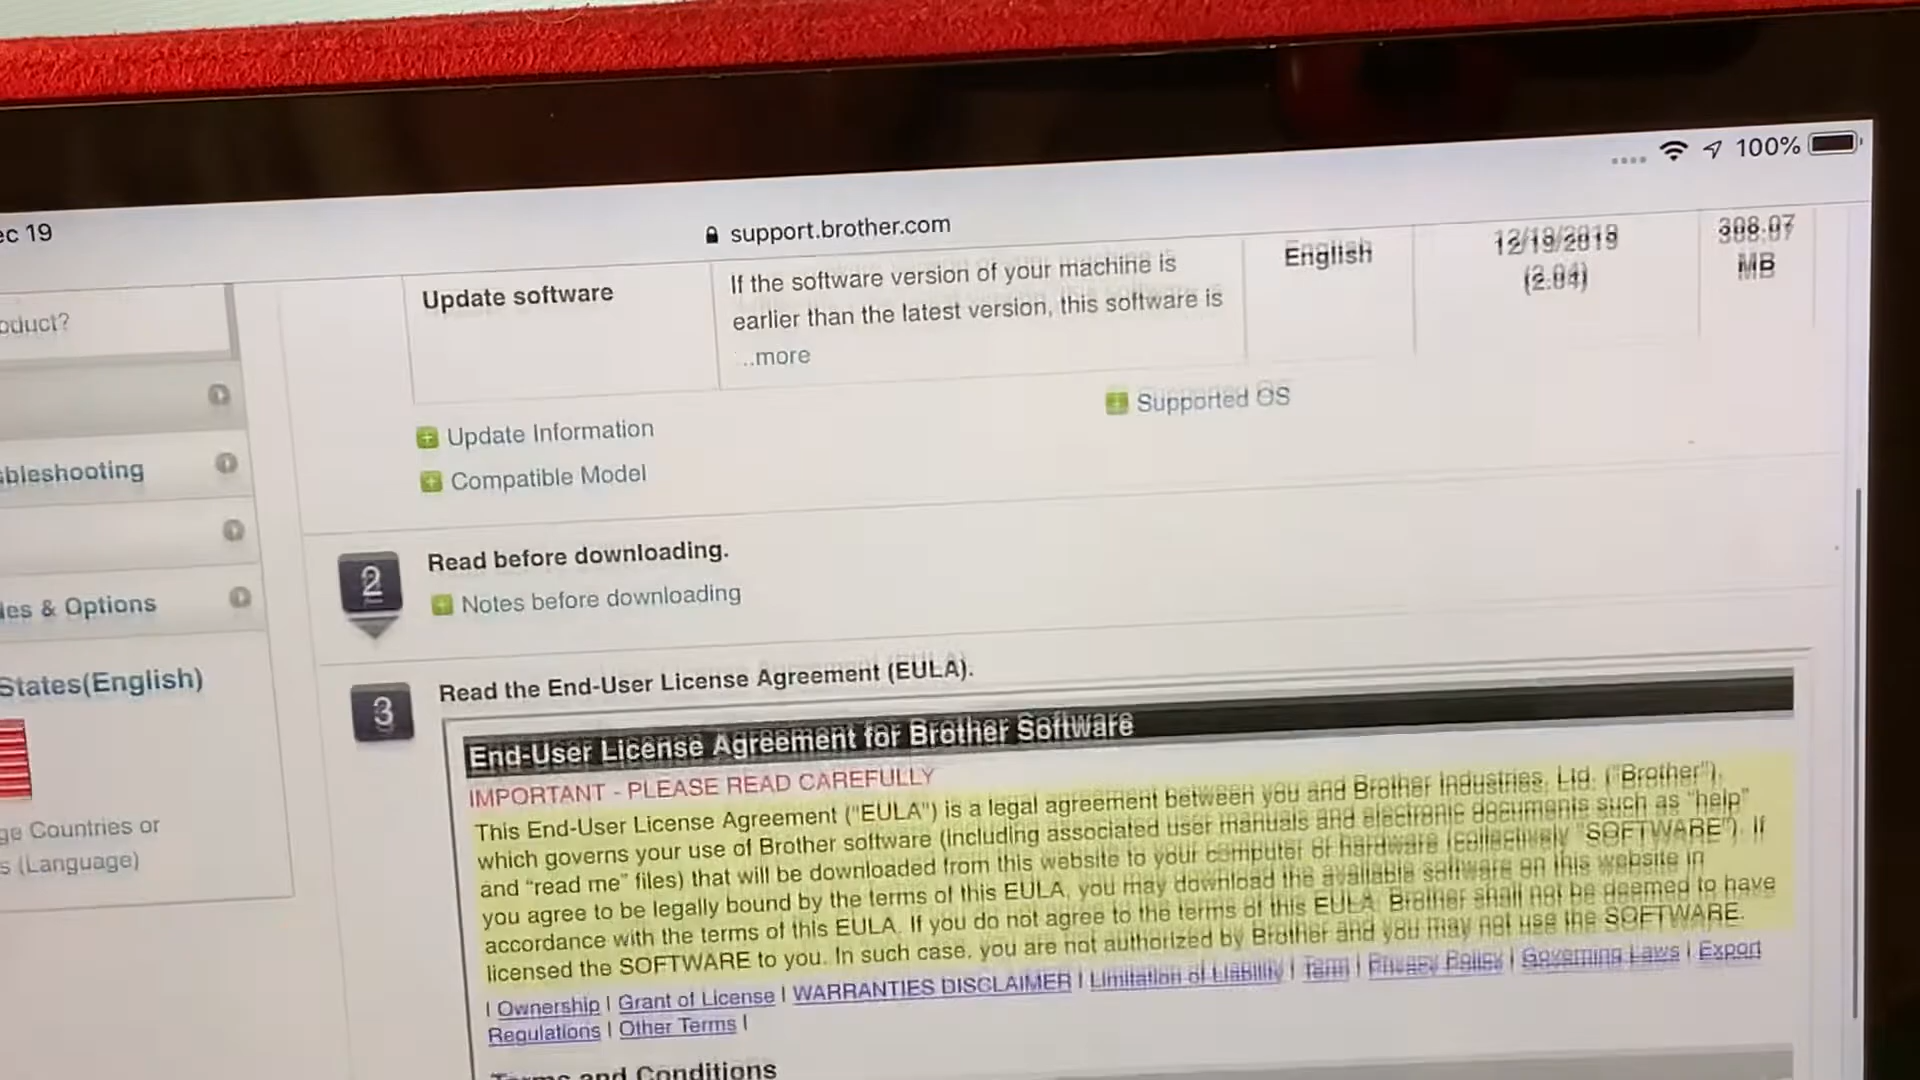 ec 19
100%
support.brother.com
oduct?
bleshooting
les & Options
States(English)
ge Countries or
s (Language)
Update software
If the software version of your machine is
earlier than the latest version, this software is
...more
English
12/19/2019
(2.04)
308.07
MB
Update Information
Supported OS
Compatible Model
2
Read before downloading.
Notes before downloading
3
Read the End-User License Agreement (EULA).
End-User License Agreement for Brother Software
IMPORTANT - PLEASE READ CAREFULLY
This End-User License Agreement ("EULA") is a legal agreement between you and Brother Industries, Ltd. ("Brother"),
which governs your use of Brother software (including associated user manuals and electronic documents such as "help"
and "read me" files) that will be downloaded from this website to your computer or hardware (collectively "SOFTWARE"). If
you agree to be legally bound by the terms of this EULA, you may download the available software on this website in
accordance with the terms of this EULA. If you do not agree to the terms of this EULA, Brother shall not be deemed to have
licensed the SOFTWARE to you. In such case, you are not authorized by Brother and you may not use the SOFTWARE.
| Ownership | Grant of License | WARRANTIES DISCLAIMER | Limitation of Liability | Term | Privacy Policy | Governing Laws | Export
Regulations | Other Terms |
Terms and Conditions